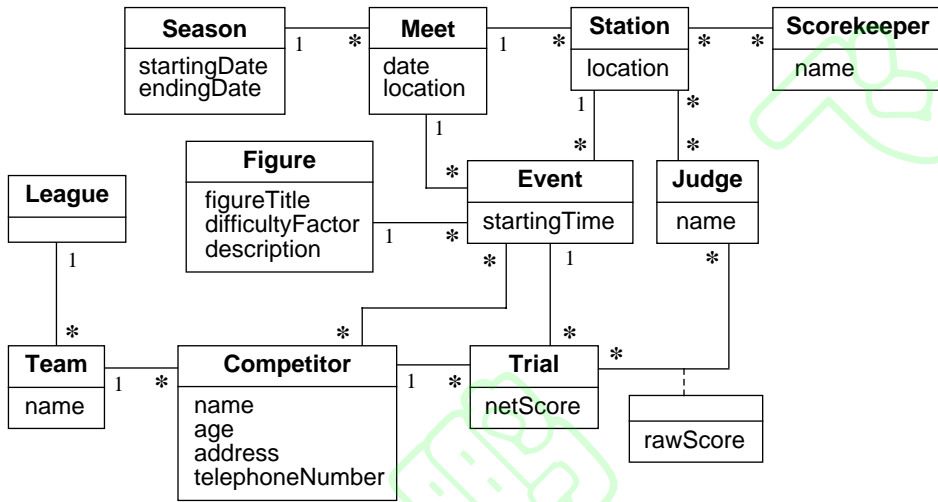 Season
startingDate
endingDate
1
*
Meet
date
location
1
*
Station
location
*
*
Scorekeeper
name
1
*
1
*
*
*
Figure
figureTitle
difficultyFactor
description
1
*
Event
startingTime
Judge
name
League
1
*
*
*
1
*
*
*
Team
name
1
*
Competitor
name
age
address
telephoneNumber
1
*
Trial
netScore
rawScore